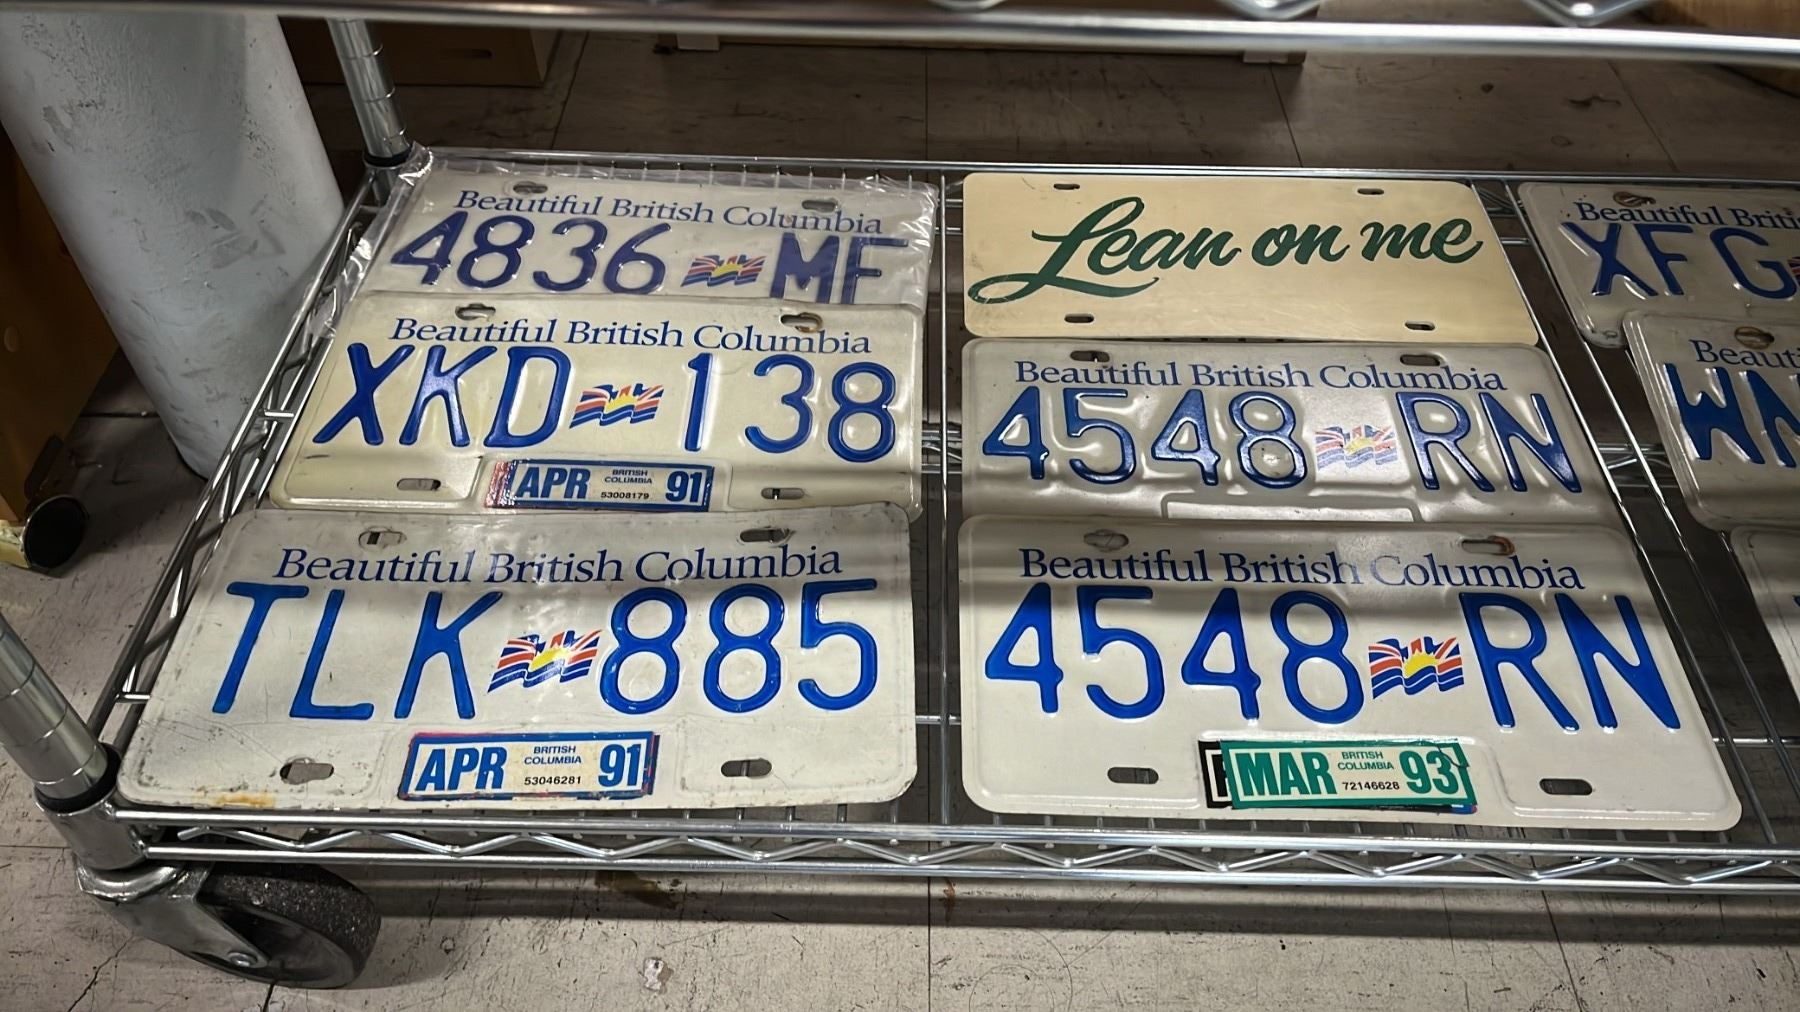 Beautiful British Columbia
4836 MF
Beautiful British Columbia
XKD 138
APR BRITISH COLUMBIA 53008179 91
Beautiful British Columbia
TLK 885
APR BRITISH COLUMBIA 53046281 91
Lean on me
Beautiful British Columbia
4548 RN
Beautiful British Columbia
4548 RN
MAR BRITISH COLUMBIA 72146628 93
Beautiful
XFG